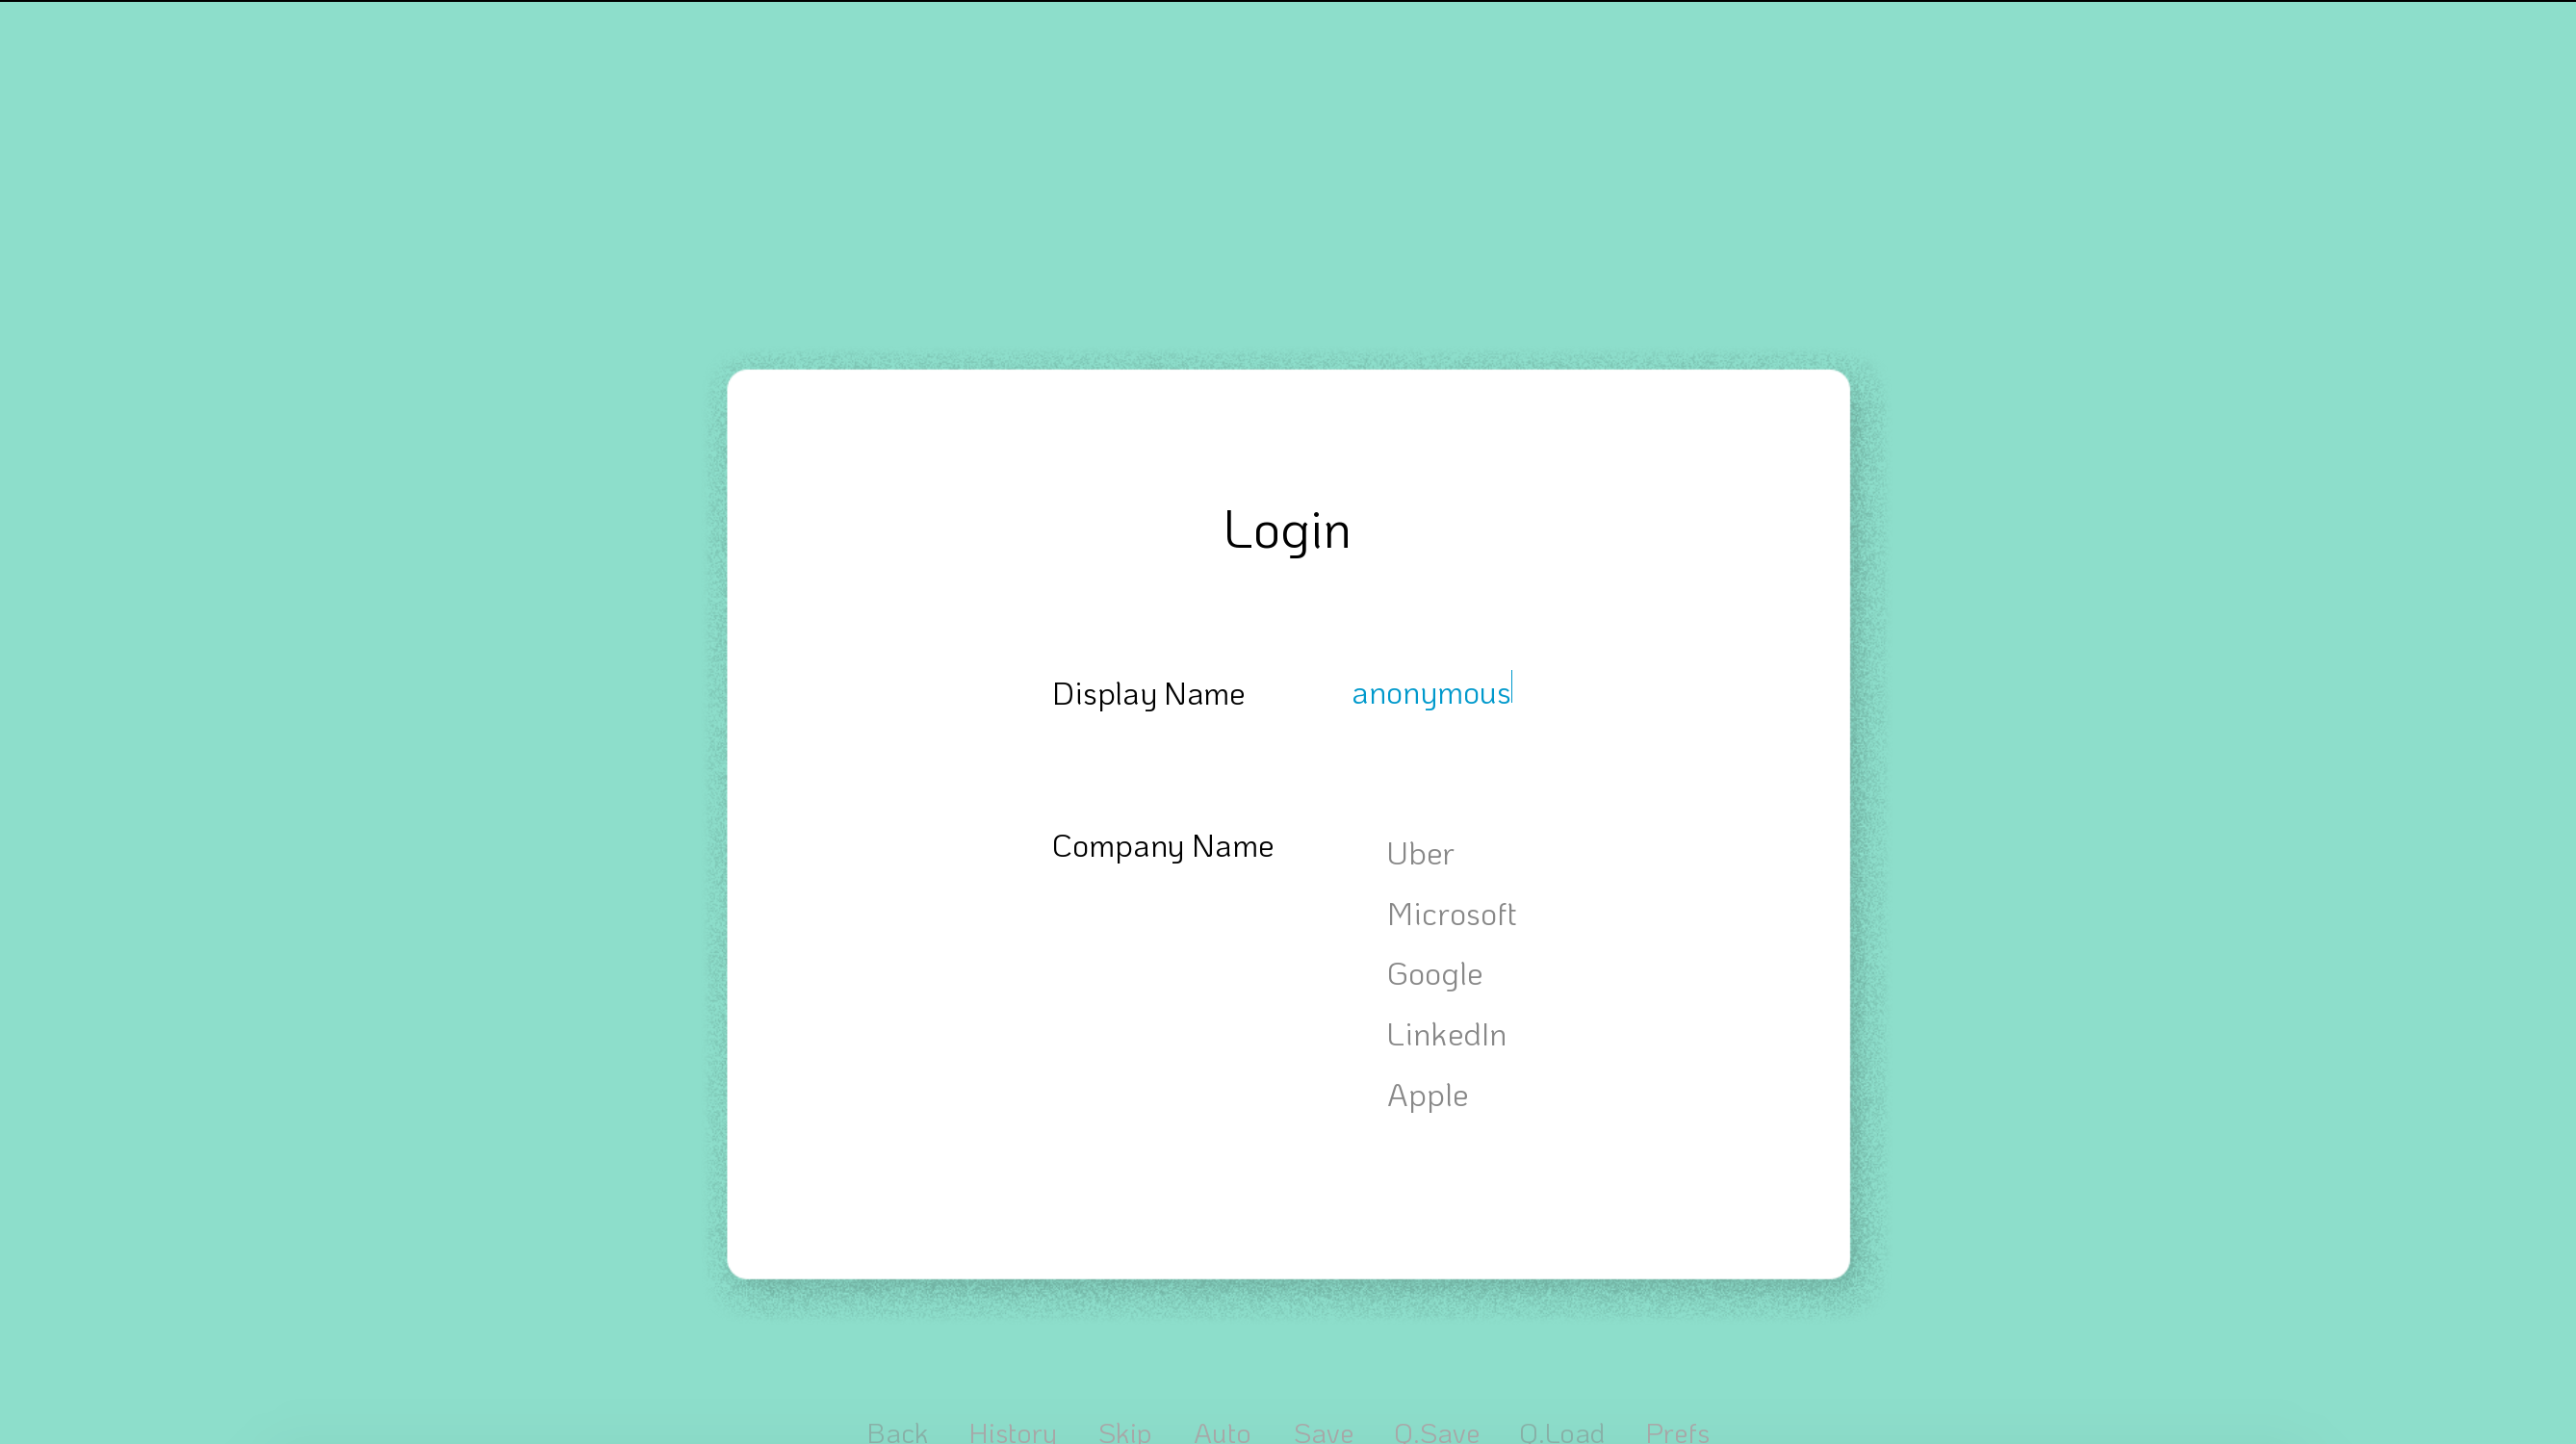 Login
Display Name anonymous
Company Name Uber
Microsoft
Google
LinkedIn
Apple
Back History Skip Auto Save Q.Save Q.Load Prefs